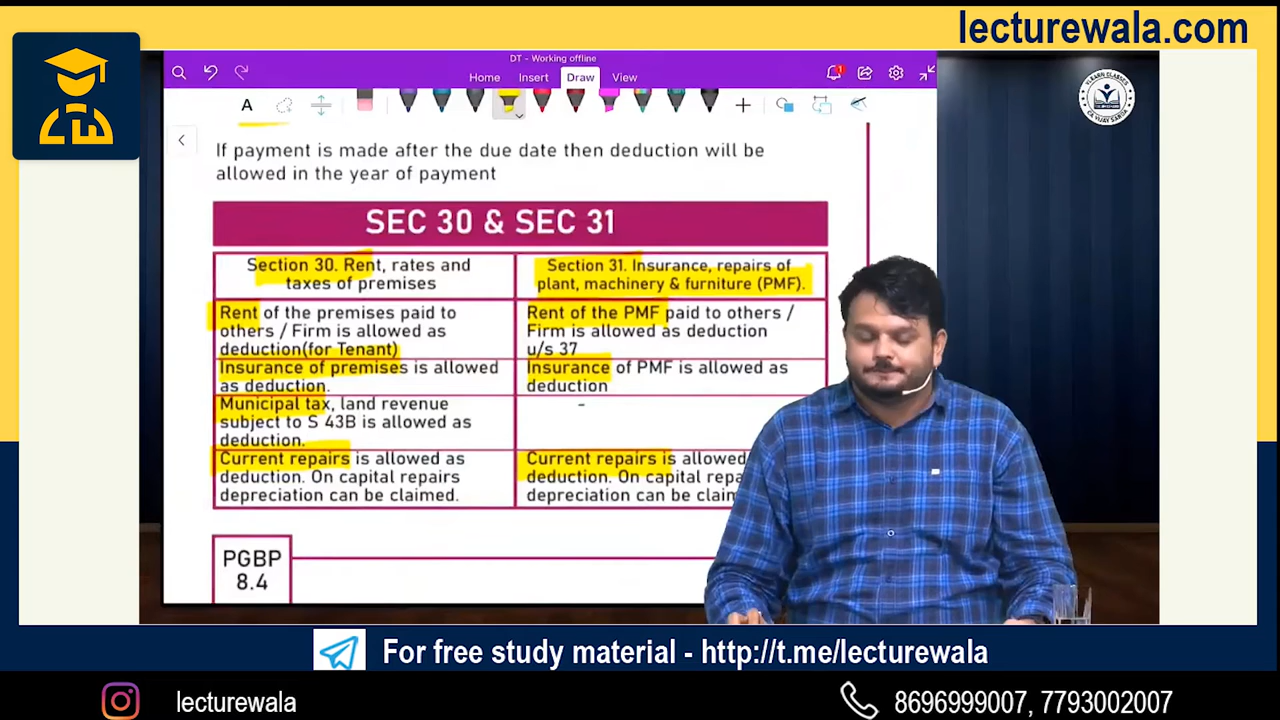 lecturewala.com
DT - Working offline
Home Insert Draw View
A
If payment is made after the due date then deduction will be
allowed in the year of payment
SEC 30 & SEC 31
Section 30. Rent, rates and
taxes of premises
Section 31. Insurance, repairs of
plant, machinery & furniture (PMF).
Rent of the premises paid to
others / Firm is allowed as
deduction(for Tenant)
Rent of the PMF paid to others /
Firm is allowed as deduction
u/s 37
Insurance of premises is allowed
as deduction.
Insurance of PMF is allowed as
deduction
Municipal tax, land revenue
subject to S 43B is allowed as
deduction.
-
Current repairs is allowed as
deduction. On capital repairs
depreciation can be claimed.
Current repairs is allowed
deduction. On capital repa
depreciation can be claim
PGBP
8.4
For free study material - http://t.me/lecturewala
lecturewala
8696999007, 7793002007